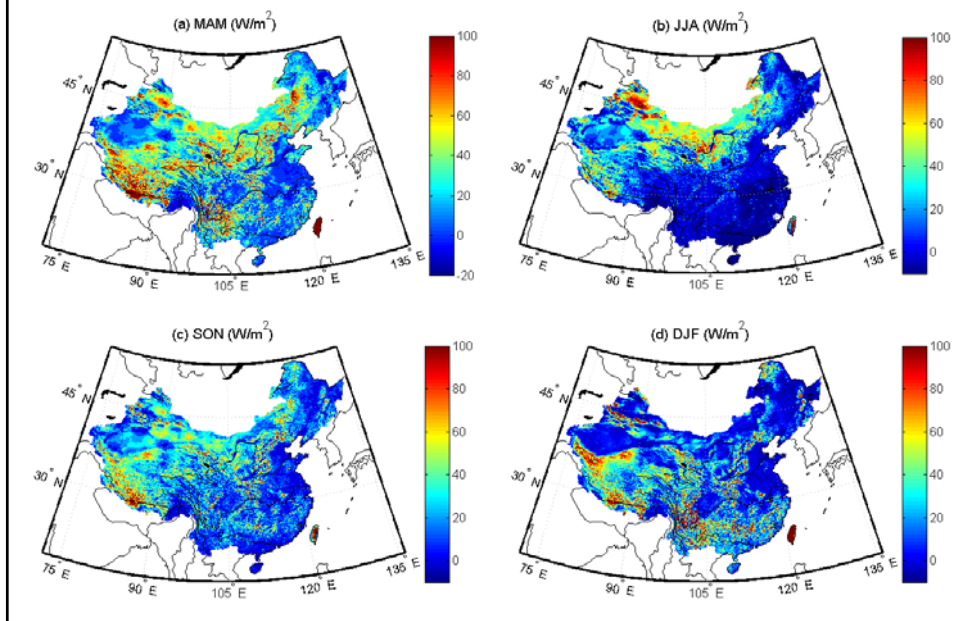 (a) MAM (W/m²)
100
80
60
40
20
0
-20
45° N
30° N
75° E
90° E
105° E
120° E
135° E
(b) JJA (W/m²)
100
80
60
40
20
0
45° N
30° N
75° E
90° E
105° E
120° E
135° E
(c) SON (W/m²)
100
80
60
40
20
0
45° N
30° N
75° E
90° E
105° E
120° E
135° E
(d) DJF (W/m²)
100
80
60
40
20
0
45° N
30° N
75° E
90° E
105° E
120° E
135° E